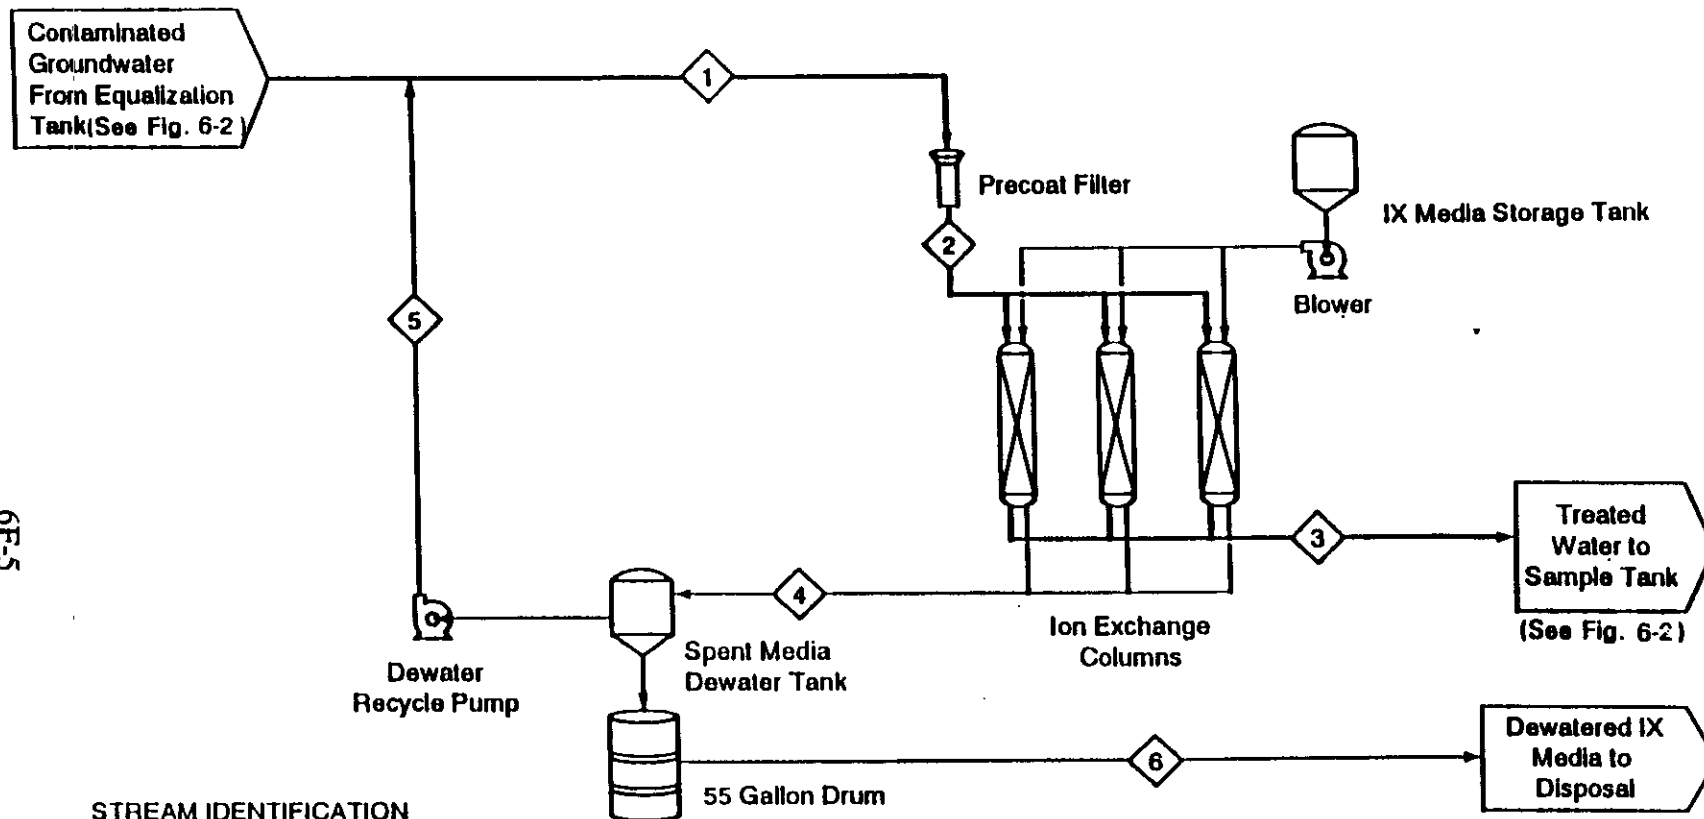 Contaminated
Groundwater
From Equalization
Tank(See Fig. 6-2)
1
Precoat Filter
IX Media Storage Tank
2
Blower
5
3
Treated
Water to
Sample Tank
(See Fig. 6-2)
4
Ion Exchange
Columns
Spent Media
Dewater Tank
Dewater
Recycle Pump
6
Dewatered IX
Media to
Disposal
55 Gallon Drum
STREAM IDENTIFICATION
6F-5